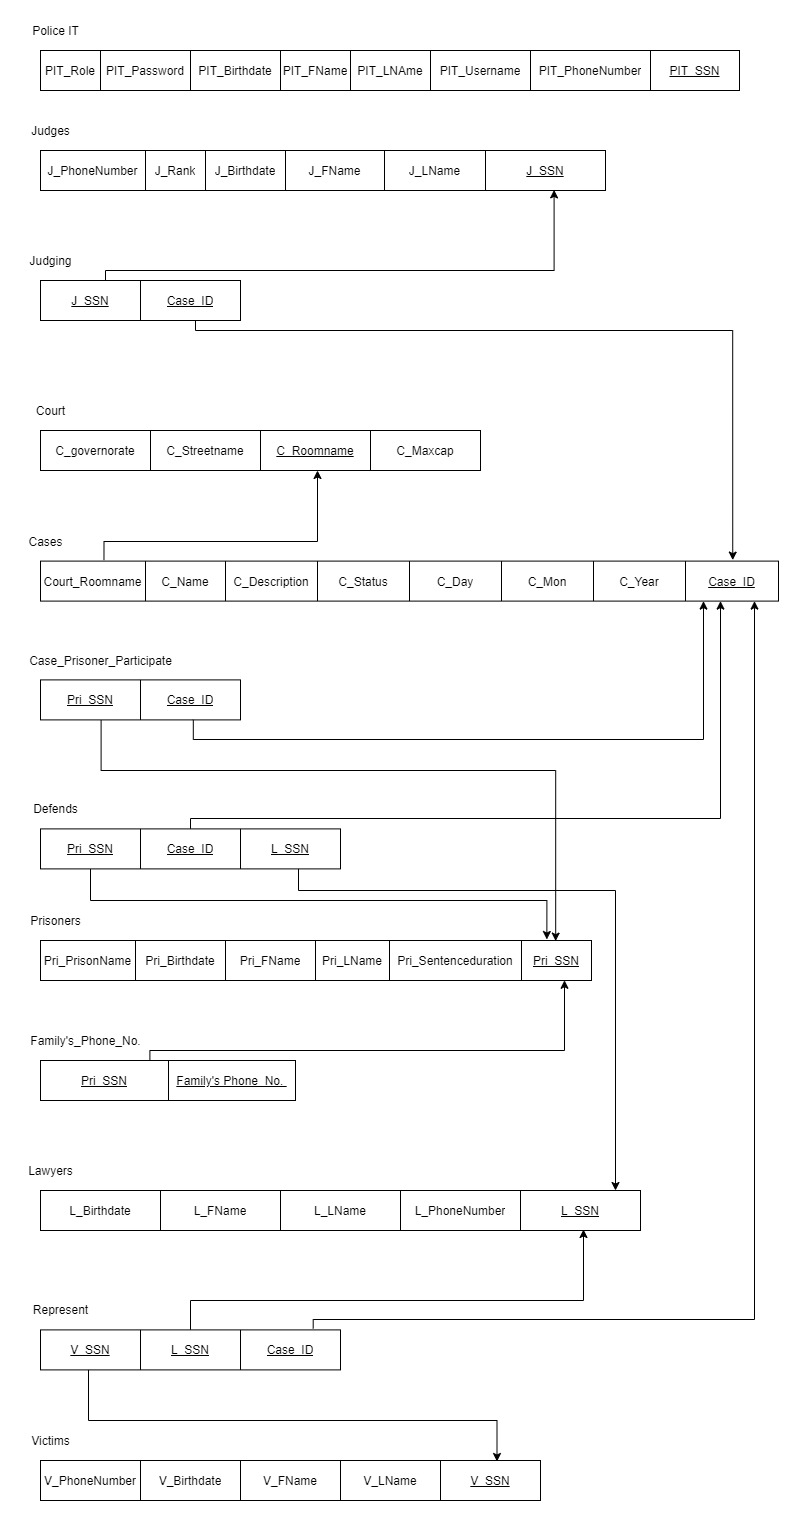 Police IT
PIT_Role PIT_Password PIT_Birthdate PIT_FName PIT_LNAme PIT_Username PIT_PhoneNumber PIT_SSN
Judges
J_PhoneNumber J_Rank J_Birthdate J_FName J_LName J_SSN
Judging
J_SSN Case_ID
Court
C_governorate C_Streetname C_Roomname C_Maxcap
Cases
Court_Roomname C_Name C_Description C_Status C_Day C_Mon C_Year Case_ID
Case_Prisoner_Participate
Pri_SSN Case_ID
Defends
Pri_SSN Case_ID L_SSN
Prisoners
Pri_PrisonName Pri_Birthdate Pri_FName Pri_LName Pri_Sentenceduration Pri_SSN
Family's_Phone_No.
Pri_SSN Family's Phone_No.
Lawyers
L_Birthdate L_FName L_LName L_PhoneNumber L_SSN
Represent
V_SSN L_SSN Case_ID
Victims
V_PhoneNumber V_Birthdate V_FName V_LName V_SSN